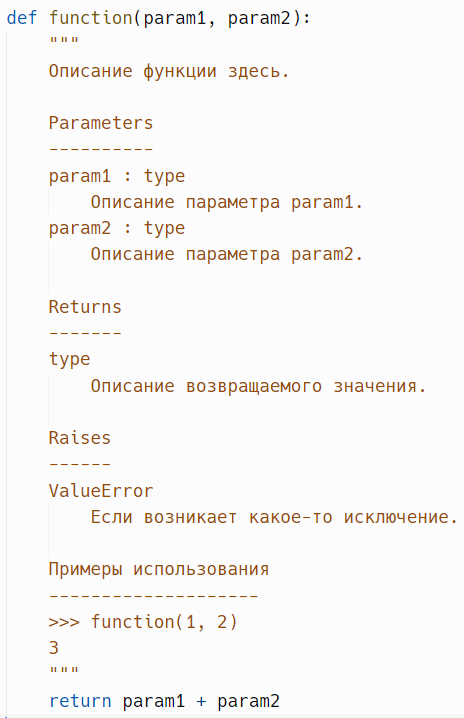 def function(param1, param2):
    """
    Описание функции здесь.

    Parameters
    ----------
    param1 : type
        Описание параметра param1.
    param2 : type
        Описание параметра param2.

    Returns
    -------
    type
        Описание возвращаемого значения.

    Raises
    ------
    ValueError
        Если возникает какое-то исключение.

    Примеры использования
    --------------------
    >>> function(1, 2)
    3
    """
    return param1 + param2